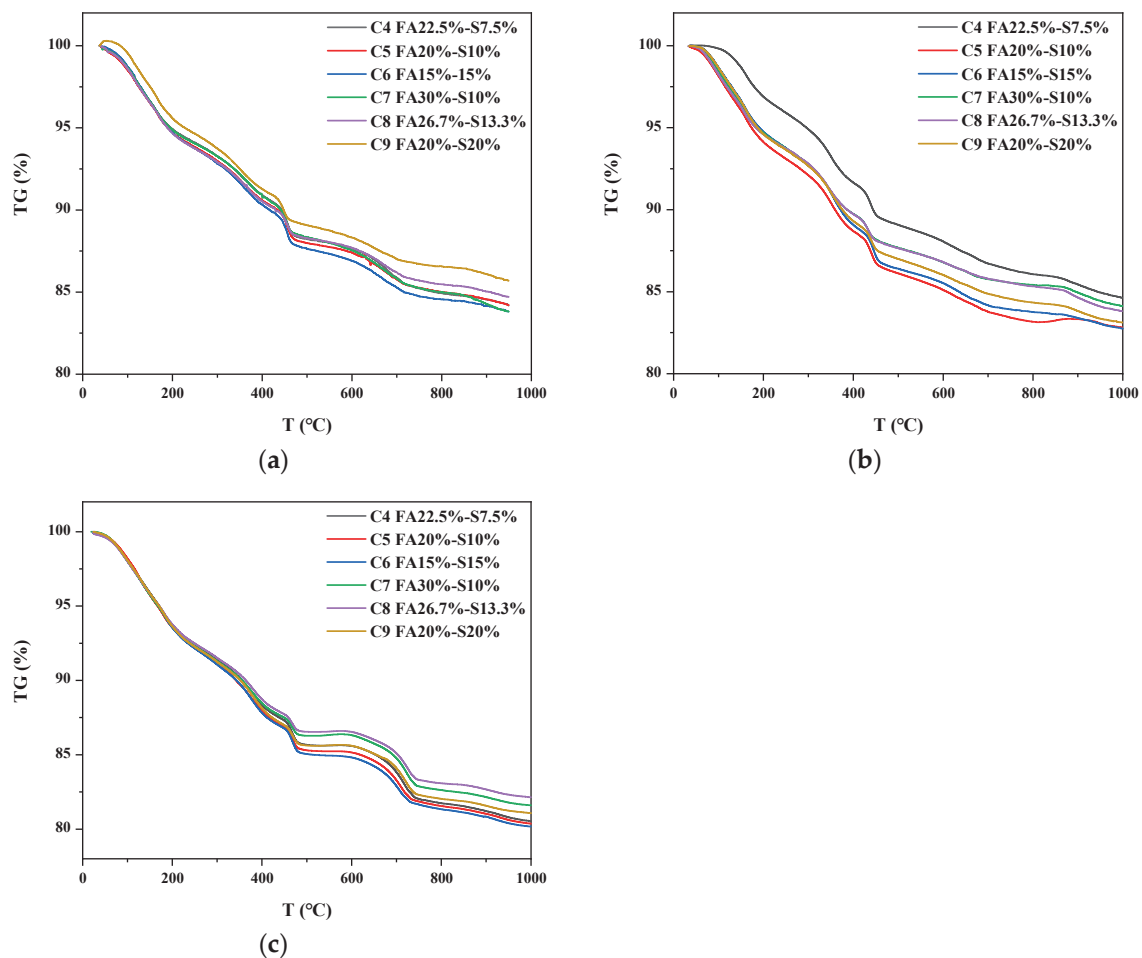 C4 FA22.5%-S7.5%
C5 FA20%-S10%
C6 FA15%-15%
C7 FA30%-S10%
C8 FA26.7%-S13.3%
C9 FA20%-S20%
TG (%)
100
95
90
85
80
0 200 400 600 800 1000
T (°C)
(a)
C4 FA22.5%-S7.5%
C5 FA20%-S10%
C6 FA15%-S15%
C7 FA30%-S10%
C8 FA26.7%-S13.3%
C9 FA20%-S20%
TG (%)
100
95
90
85
80
0 200 400 600 800 1000
T (°C)
(b)
C4 FA22.5%-S7.5%
C5 FA20%-S10%
C6 FA15%-S15%
C7 FA30%-S10%
C8 FA26.7%-S13.3%
C9 FA20%-S20%
TG (%)
100
95
90
85
80
0 200 400 600 800 1000
T (°C)
(c)